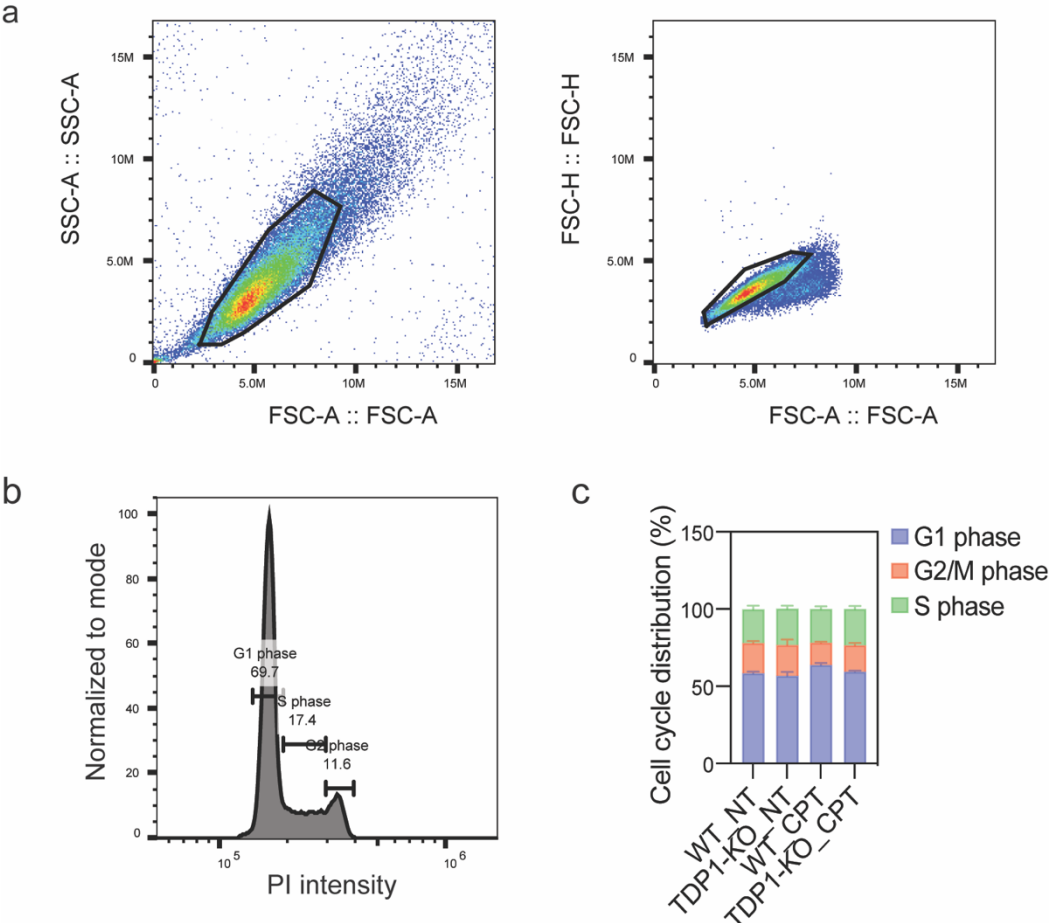 a
SSC-A :: SSC-A
15M
10M
5.0M
0
0 5.0M 10M 15M
FSC-A :: FSC-A
FSC-H :: FSC-H
15M
10M
5.0M
0
0 5.0M 10M 15M
FSC-A :: FSC-A
b
Normalized to mode
100
80
60
40
20
0
G1 phase
69.7
S phase
17.4
G2 phase
11.6
10 5 10 6
PI intensity
c
Cell cycle distribution (%)
150
100
50
0
WT_NT
TDP1-KO_NT
WT_CPT
TDP1-KO_CPT
G1 phase
G2/M phase
S phase